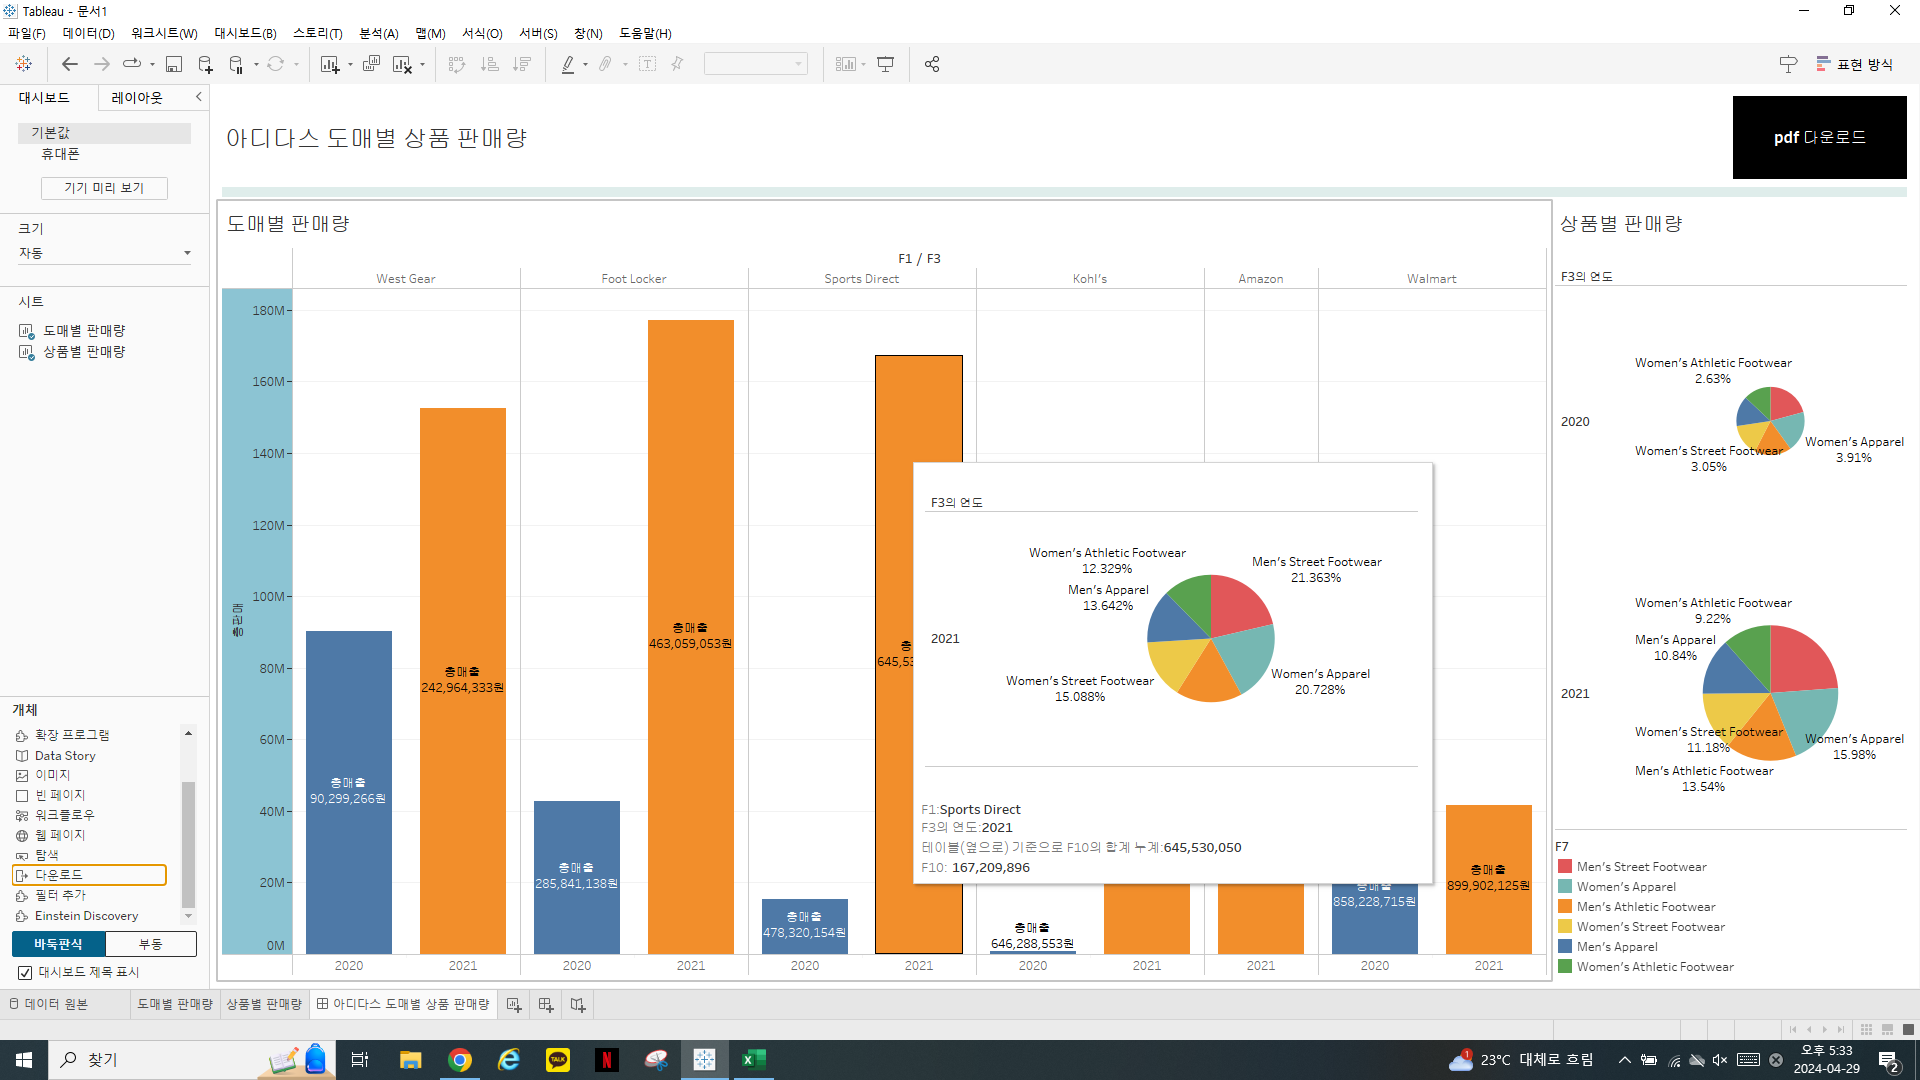 Tableau - 문서1
파일(F) 데이터(D) 워크시트(W) 대시보드(B) 스토리(T) 분석(A) 맵(M) 서식(O) 서버(S) 창(N) 도움말(H)
표현 방식
대시보드 레이아웃
기본값
휴대폰
기기 미리 보기
크기
자동
시트
도매별 판매량
상품별 판매량
개체
확장 프로그램
Data Story
이미지
빈 페이지
워크플로우
웹 페이지
탐색
다운로드
필터 추가
Einstein Discovery
바둑판식 부동
대시보드 제목 표시
아디다스 도매별 상품 판매량
pdf 다운로드
도매별 판매량
F1 / F3
West Gear Foot Locker Sports Direct Kohl's Amazon Walmart
총판매
180M
160M
140M
120M
100M
80M
60M
40M
20M
0M
총매출
90,299,266원
총매출
242,964,333원
총매출
285,841,138원
총매출
463,059,053원
총매출
478,320,154원
총
645,53
총매출
646,288,553원
총매출
858,228,715원
총매출
899,902,125원
2020 2021 2020 2021 2020 2021 2020 2021 2021 2020 2021
F3의 연도
2021
Women's Athletic Footwear
12.329%
Men's Street Footwear
21.363%
Men's Apparel
13.642%
Women's Street Footwear
15.088%
Women's Apparel
20.728%
F1:Sports Direct
F3의 연도:2021
테이블(옆으로) 기준으로 F10의 합계 누계:645,530,050
F10: 167,209,896
상품별 판매량
F3의 연도
2020
Women's Athletic Footwear
2.63%
Women's Apparel
3.91%
Women's Street Footwear
3.05%
2021
Women's Athletic Footwear
9.22%
Men's Apparel
10.84%
Women's Street Footwear
11.18%
Women's Apparel
15.98%
Men's Athletic Footwear
13.54%
F7
Men's Street Footwear
Women's Apparel
Men's Athletic Footwear
Women's Street Footwear
Men's Apparel
Women's Athletic Footwear
데이터 원본 도매별 판매량 상품별 판매량 아디다스 도매별 상품 판매량
찾기
TALK
N
1
23°C 대체로 흐림
오후 5:33
2024-04-29
2